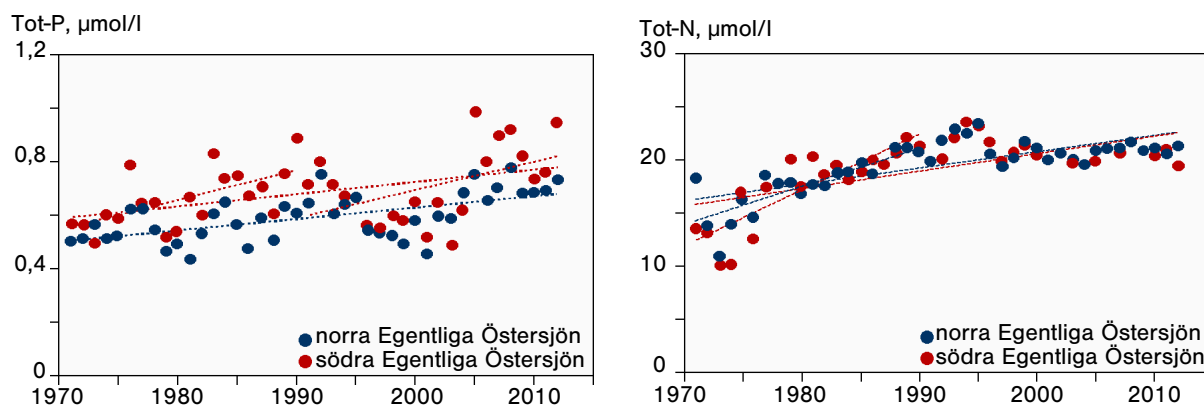 Tot-P, µmol/l
1,2
0,8
0,4
0
1970 1980 1990 2000 2010
norra Egentliga Östersjön
södra Egentliga Östersjön
Tot-N, µmol/l
30
20
10
0
1970 1980 1990 2000 2010
norra Egentliga Östersjön
södra Egentliga Östersjön